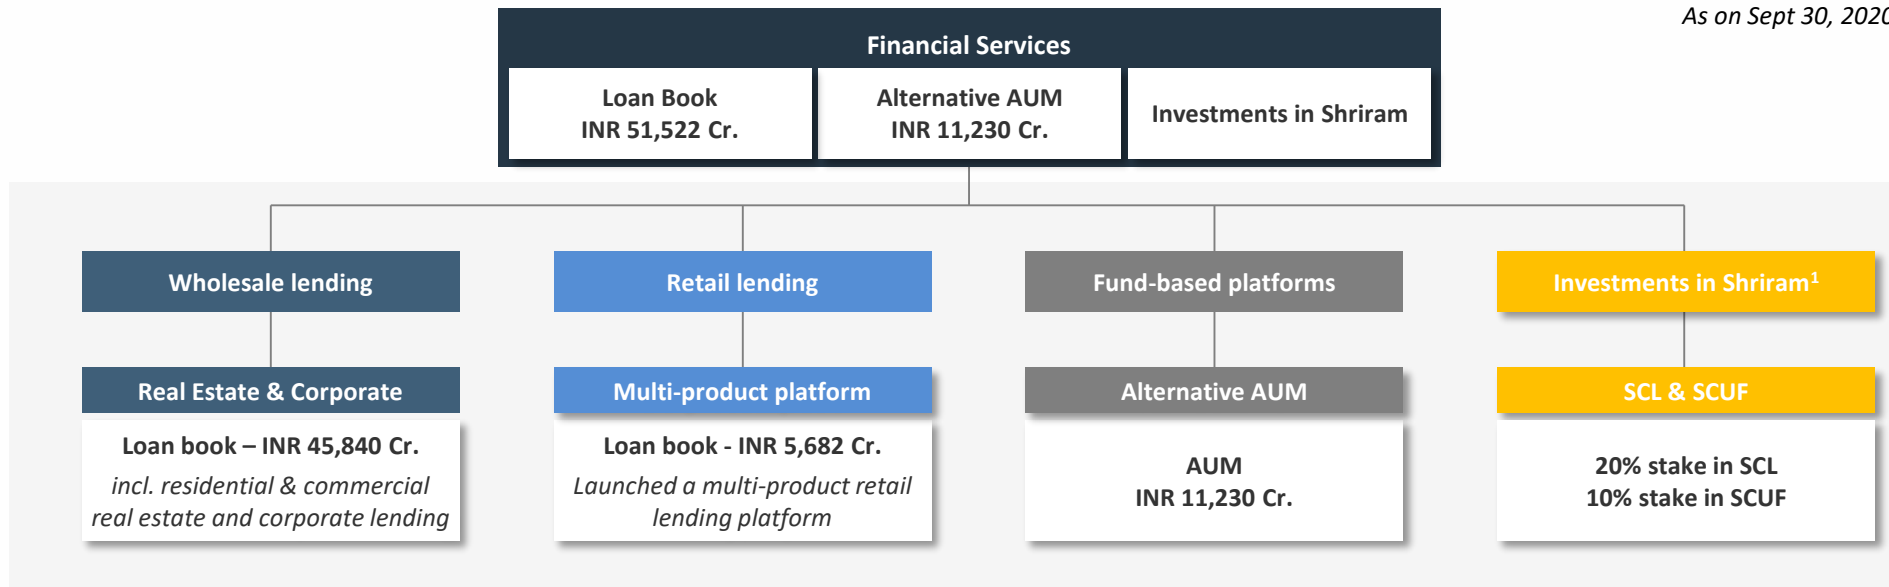 As on Sept 30, 2020
Financial Services
Loan Book
INR 51,522 Cr.
Alternative AUM
INR 11,230 Cr.
Investments in Shriram
Wholesale lending
Retail lending
Fund-based platforms
Investments in Shriram¹
Real Estate & Corporate
Loan book – INR 45,840 Cr.
incl. residential & commercial
real estate and corporate lending
Multi-product platform
Loan book - INR 5,682 Cr.
Launched a multi-product retail
lending platform
Alternative AUM
AUM
INR 11,230 Cr.
SCL & SCUF
20% stake in SCL
10% stake in SCUF